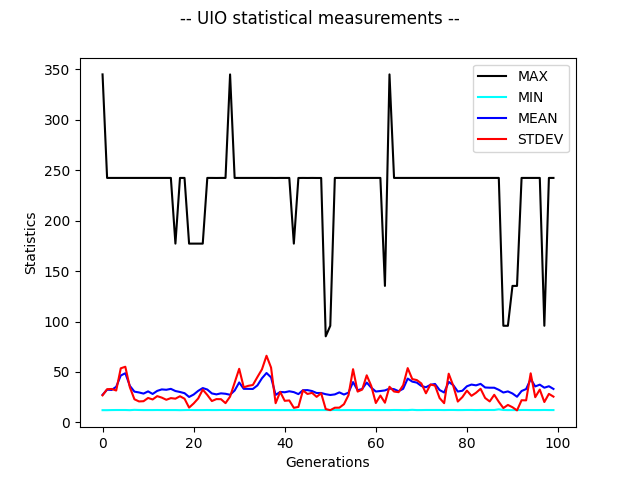 -- UIO statistical measurements --
MAX
MIN
MEAN
STDEV
Statistics
350
300
250
200
150
100
50
0
0 20 40 60 80 100
Generations